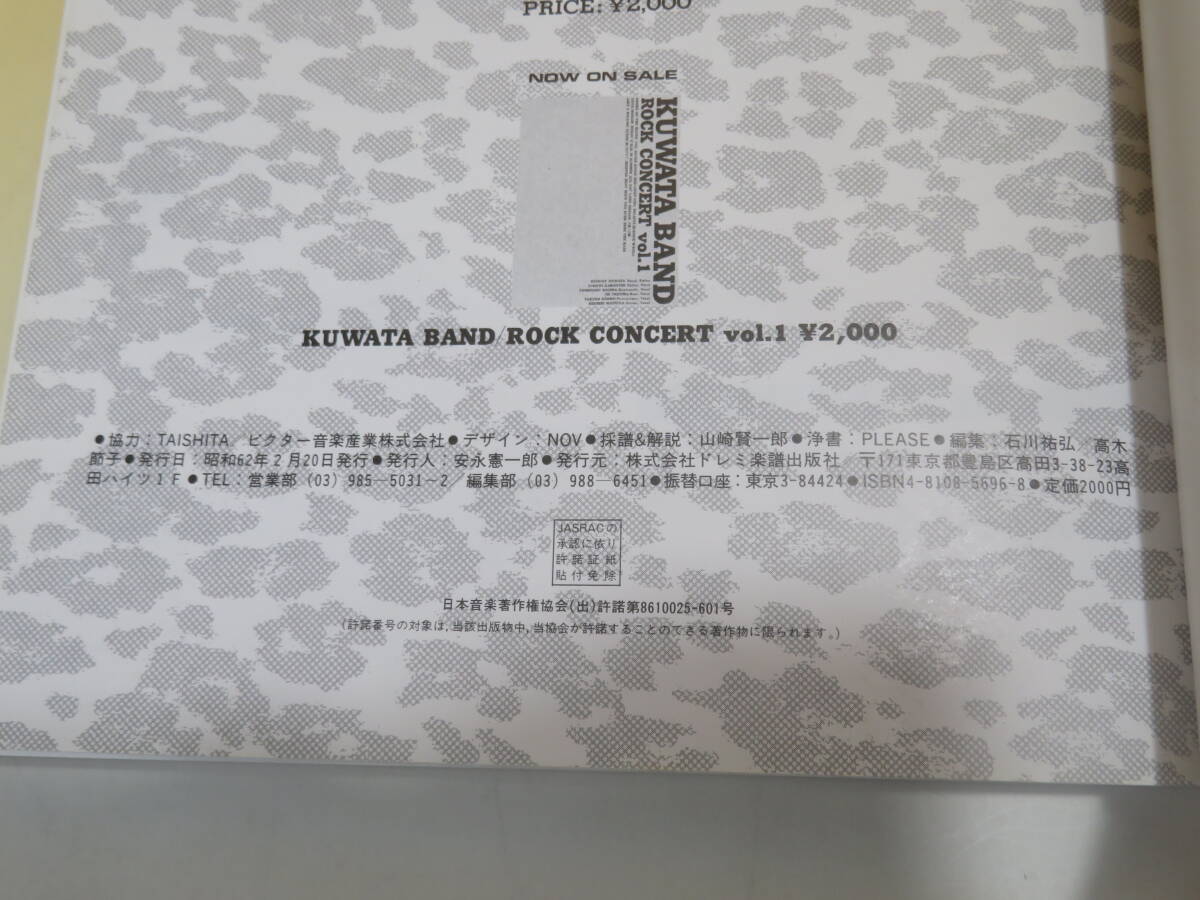 PRICE: ¥2,000
NOW ON SALE
KUWATA BAND
ROCK CONCERT vol.1
KUWATA BAND/ROCK CONCERT vol.1 ¥2,000
●協力：TAISHITA／ビクター音楽産業株式会社●デザイン：NOV●採譜&解説：山崎賢一郎●浄書：PLEASE●編集：石川祐弘／高木
節子●発行日：昭和62年2月20日発行●発行人：安永憲一郎●発行元：株式会社ドレミ楽譜出版社　〒171東京都豊島区高田3-38-23高
田ハイツ1F●TEL：営業部（03）985—5031～2／編集部（03）988—6451●振替口座：東京3-84424●ISBN4-8108-5696-8●定価2000円
JASRACの
承認に依り
許諾証紙
貼付免除
日本音楽著作権協会(出)許諾第8610025-601号
(許諾番号の対象は，当該出版物中，当協会が許諾することのできる著作物に限られます。)